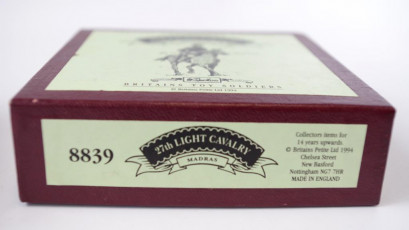 BRITAINS TOY SOLDIERS
8839
27th LIGHT CAVALRY
MADRAS
Collectors items for
14 years upwards
© Britains Petite Ltd 1994
Chelsea Street
New Basford
Nottingham NG7 7HR
MADE IN ENGLAND